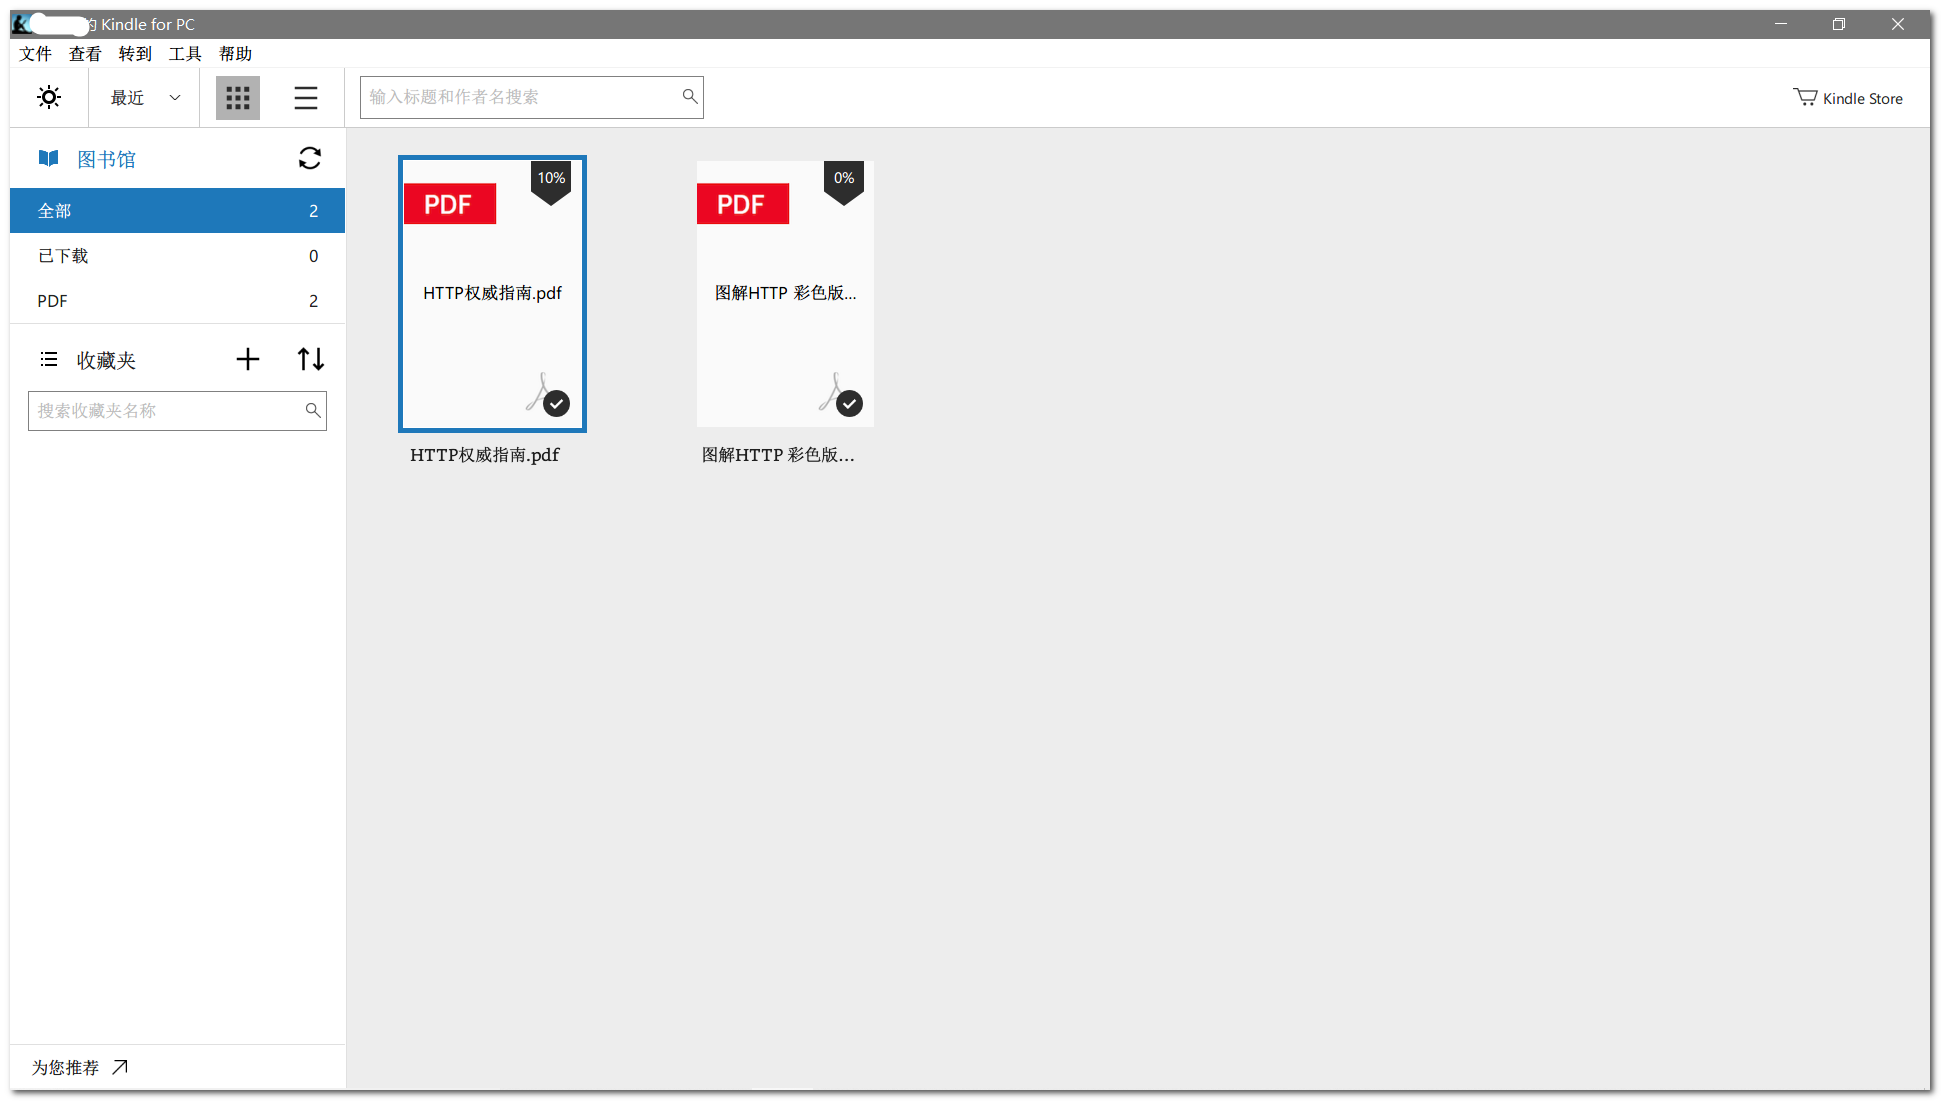 的 Kindle for PC
文件 查看 转到 工具 帮助
最近
输入标题和作者名搜索
Kindle Store
图书馆
全部 2
已下载 0
PDF 2
收藏夹
搜索收藏夹名称
10%
PDF
HTTP权威指南.pdf
HTTP权威指南.pdf
0%
PDF
图解HTTP 彩色版...
图解HTTP 彩色版...
为您推荐